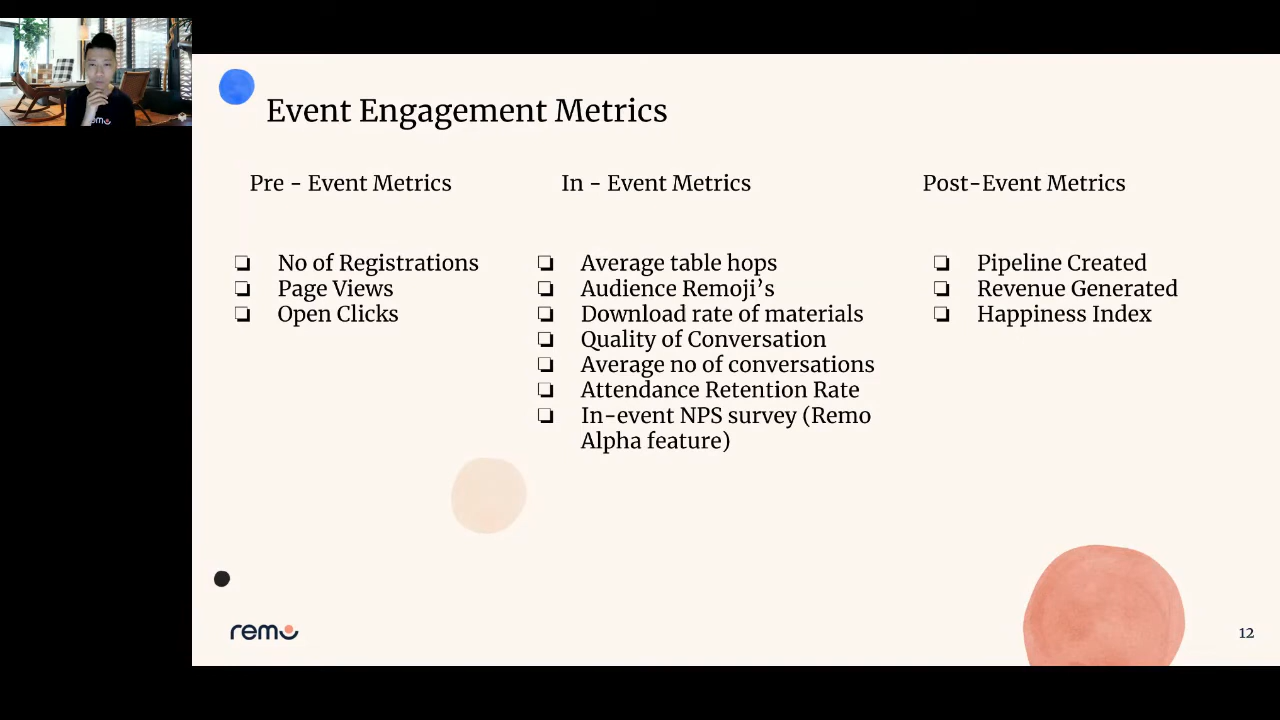 Event Engagement Metrics
Pre - Event Metrics
❏ No of Registrations
❏ Page Views
❏ Open Clicks
In - Event Metrics
❏ Average table hops
❏ Audience Remoji’s
❏ Download rate of materials
❏ Quality of Conversation
❏ Average no of conversations
❏ Attendance Retention Rate
❏ In-event NPS survey (Remo
Alpha feature)
Post-Event Metrics
❏ Pipeline Created
❏ Revenue Generated
❏ Happiness Index
remo
12